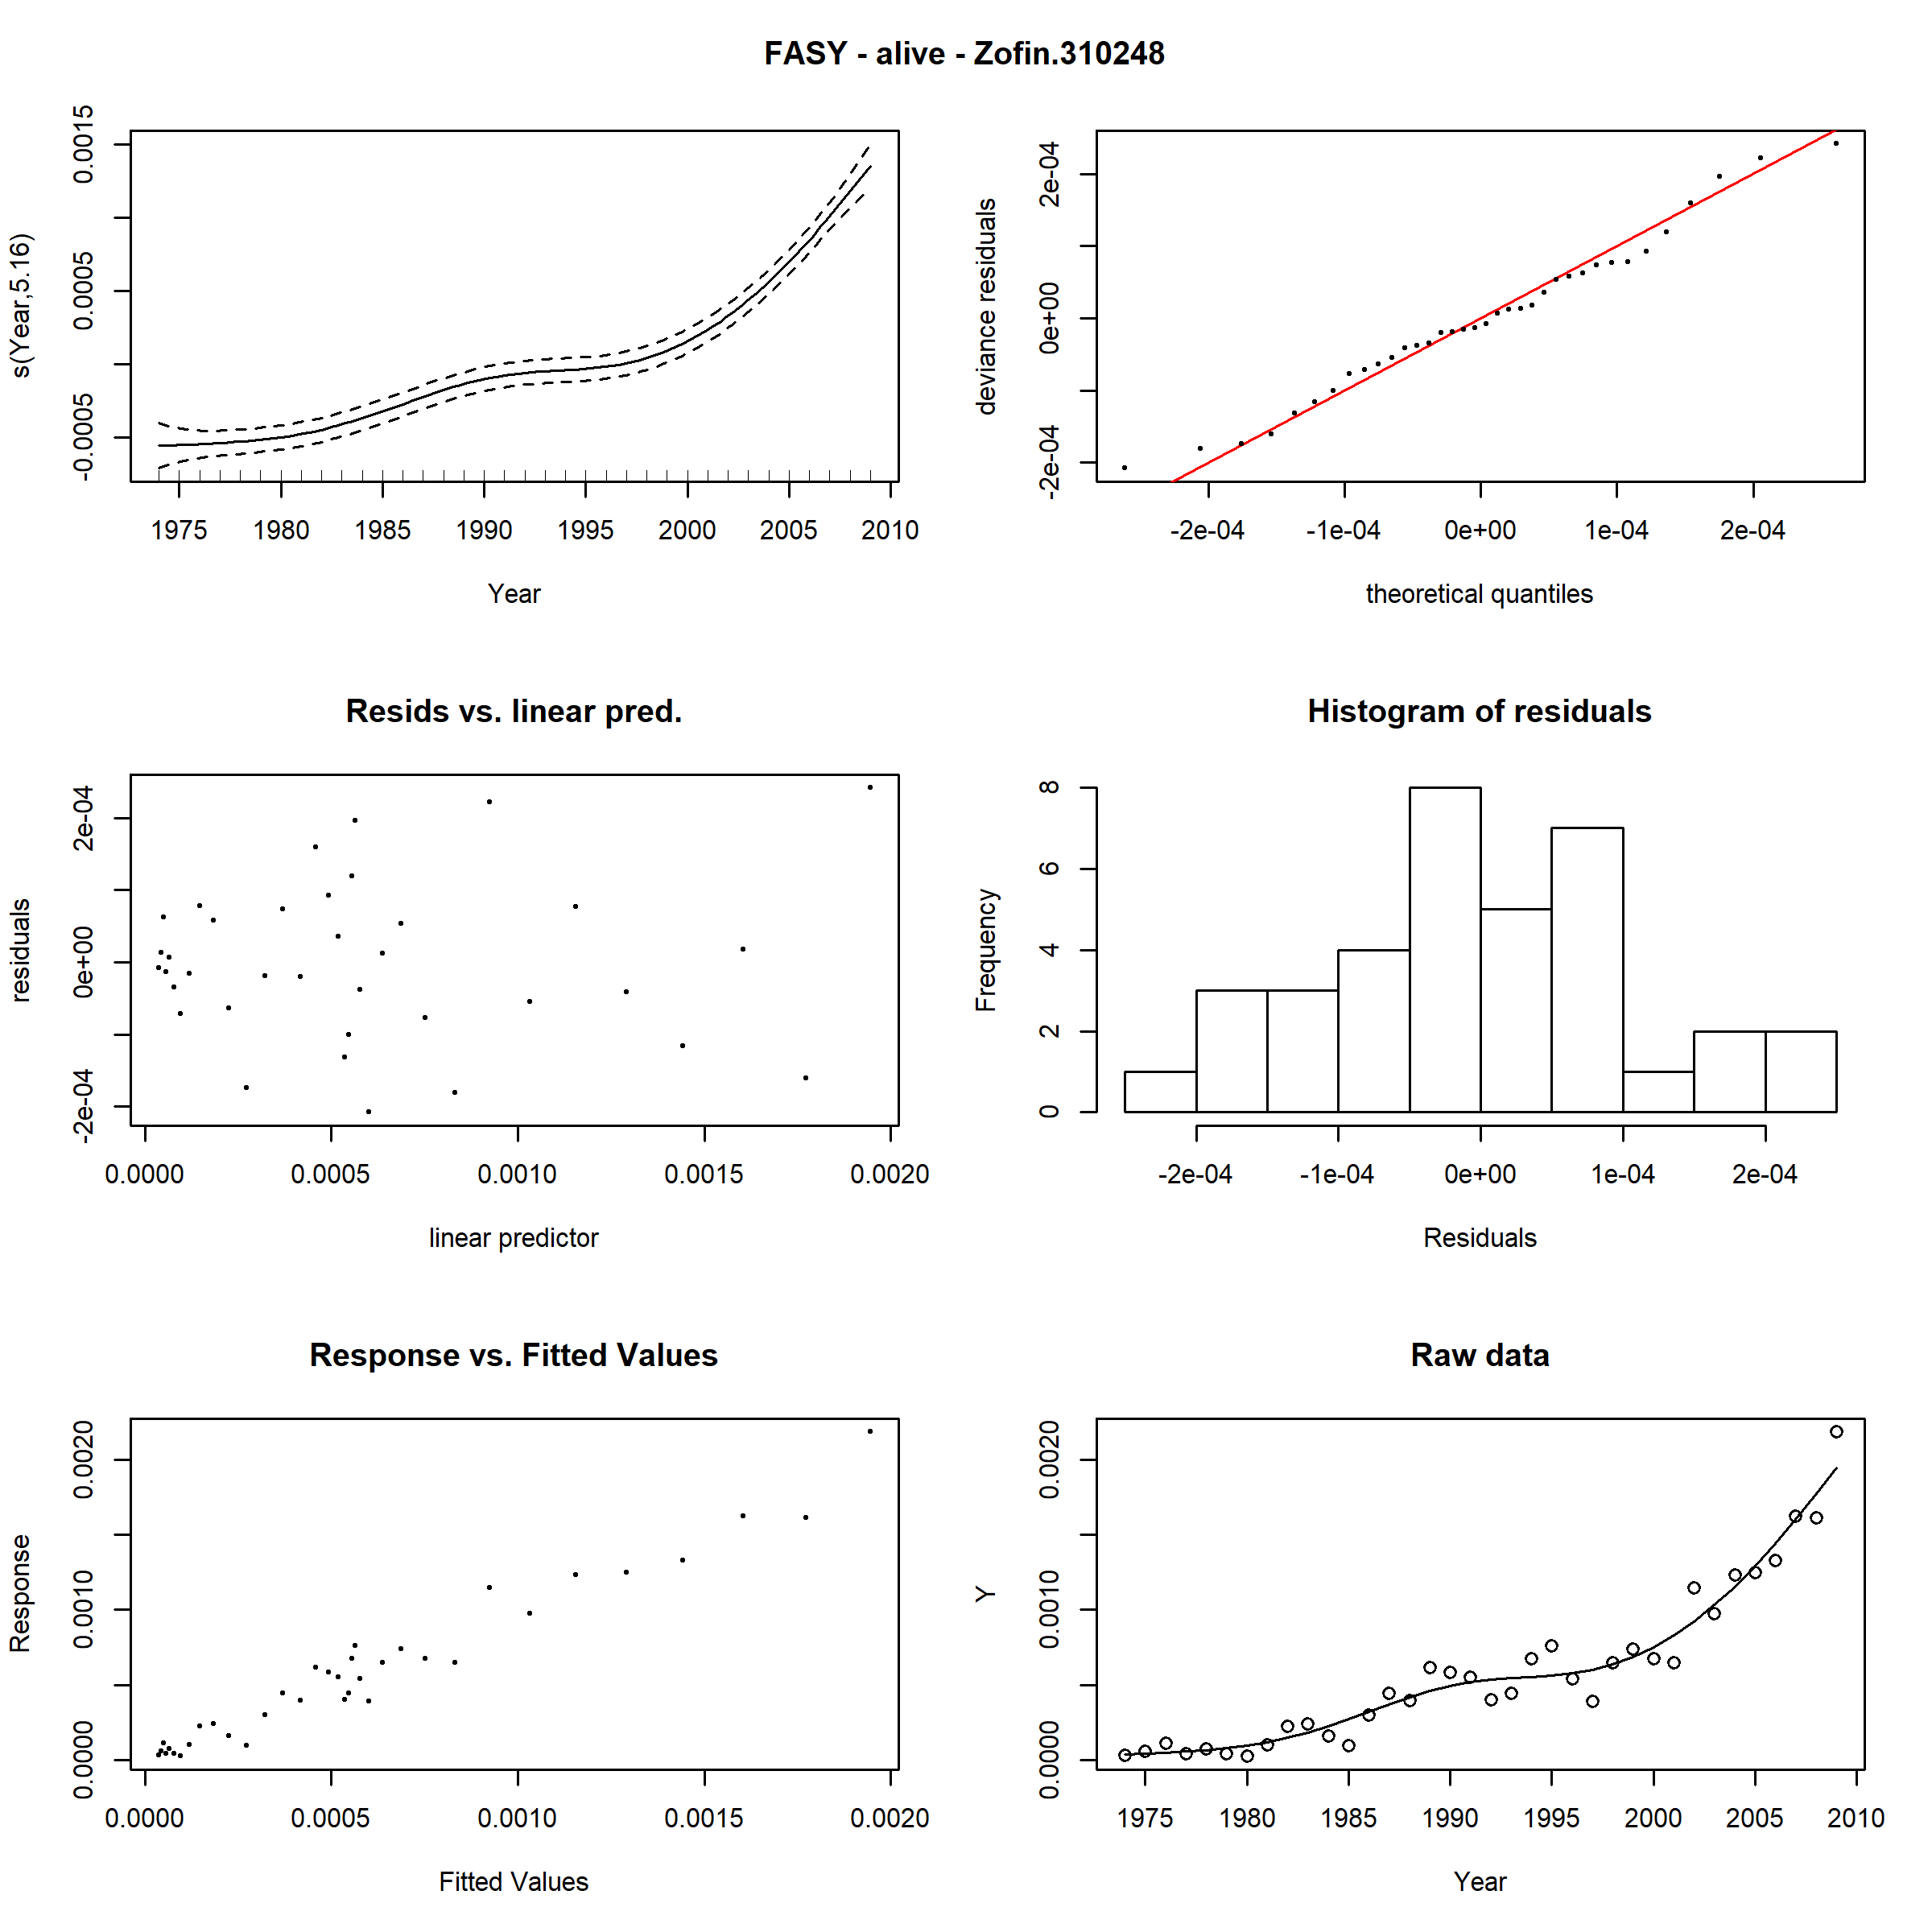 FASY - alive - Zofin.310248
s(Year,5.16)
-0.0005 0.0005 0.0015
1975 1980 1985 1990 1995 2000 2005 2010
Year
deviance residuals
-2e-04 0e+00 2e-04
-2e-04 -1e-04 0e+00 1e-04 2e-04
theoretical quantiles
Resids vs. linear pred.
residuals
-2e-04 0e+00 2e-04
0.0000 0.0005 0.0010 0.0015 0.0020
linear predictor
Histogram of residuals
Frequency
0 2 4 6 8
-2e-04 -1e-04 0e+00 1e-04 2e-04
Residuals
Response vs. Fitted Values
Response
0.0000 0.0010 0.0020
0.0000 0.0005 0.0010 0.0015 0.0020
Fitted Values
Raw data
Y
0.0000 0.0010 0.0020
1975 1980 1985 1990 1995 2000 2005 2010
Year